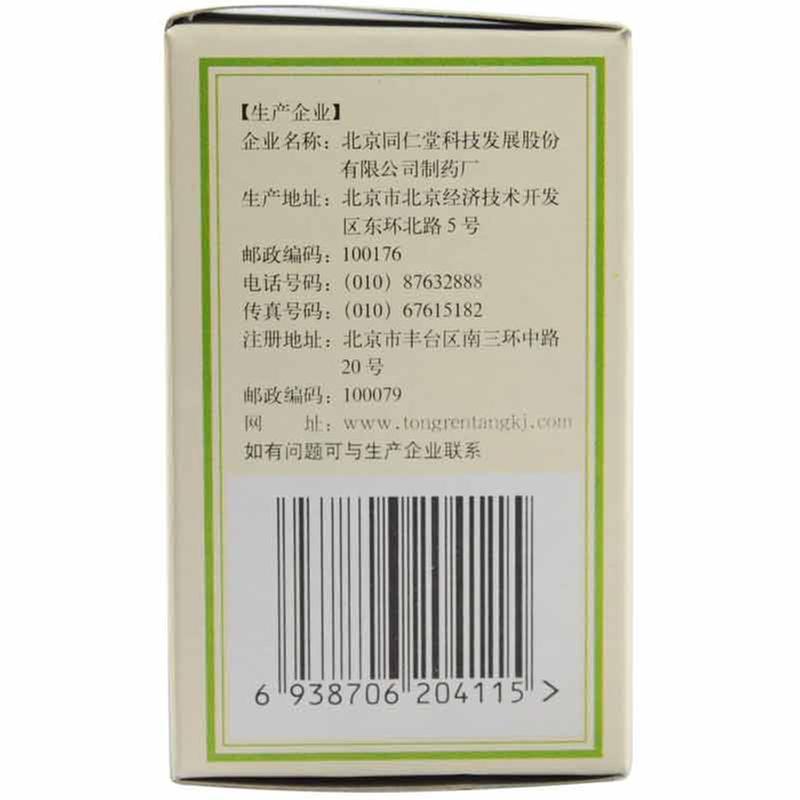 【生产企业】
企业名称：北京同仁堂科技发展股份
有限公司制药厂
生产地址：北京市北京经济技术开发
区东环北路 5 号
邮政编码：100176
电话号码：（010）87632888
传真号码：（010）67615182
注册地址：北京市丰台区南三环中路
20 号
邮政编码：100079
网　　址：www.tongrentangkj.com
如有问题可与生产企业联系
6 938706 204115 >